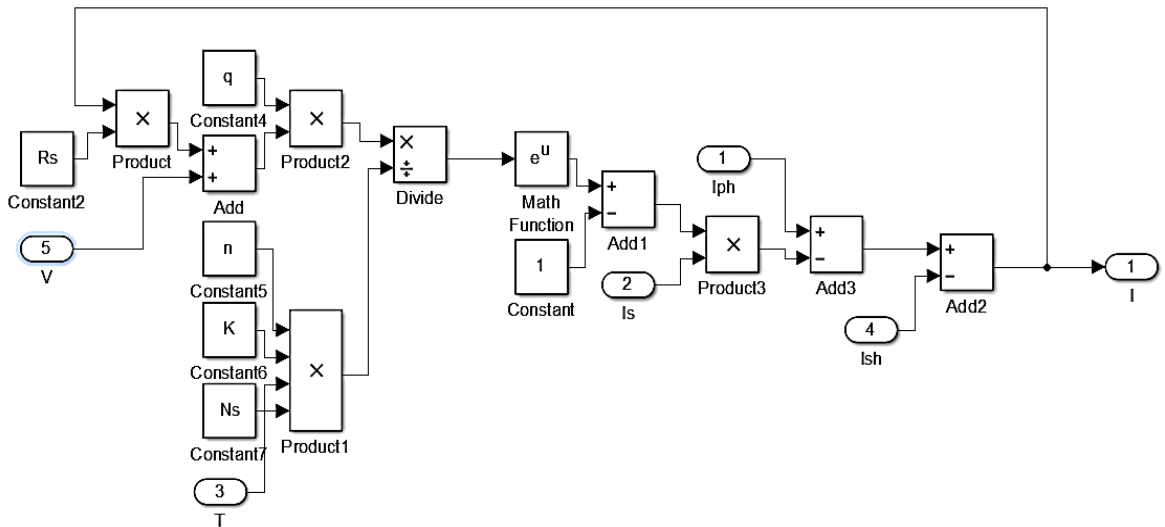 q
Constant4
×
Product
Rs
Constant2
+
+
Add
×
Product2
×
÷
Divide
e^u
Math
Function
1
Iph
5
V
n
Constant5
K
Constant6
Ns
Constant7
×
Product1
3
T
+
−
Add1
1
Constant
2
Is
×
Product3
+
−
Add3
+
−
Add2
4
Ish
1
I